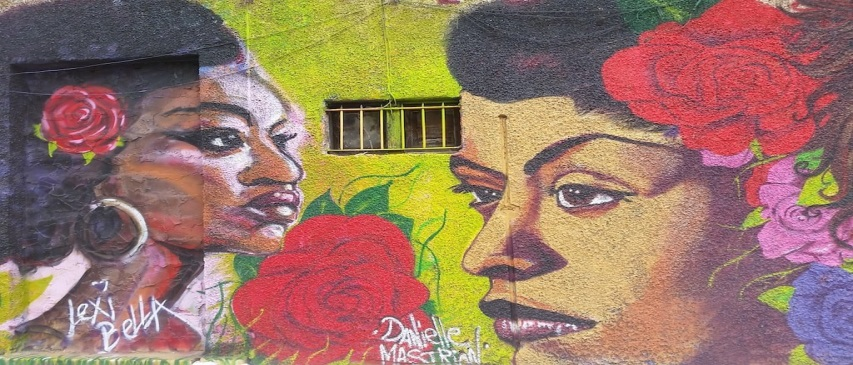 LEXi
BELLA
DANiELLE
MASTRION